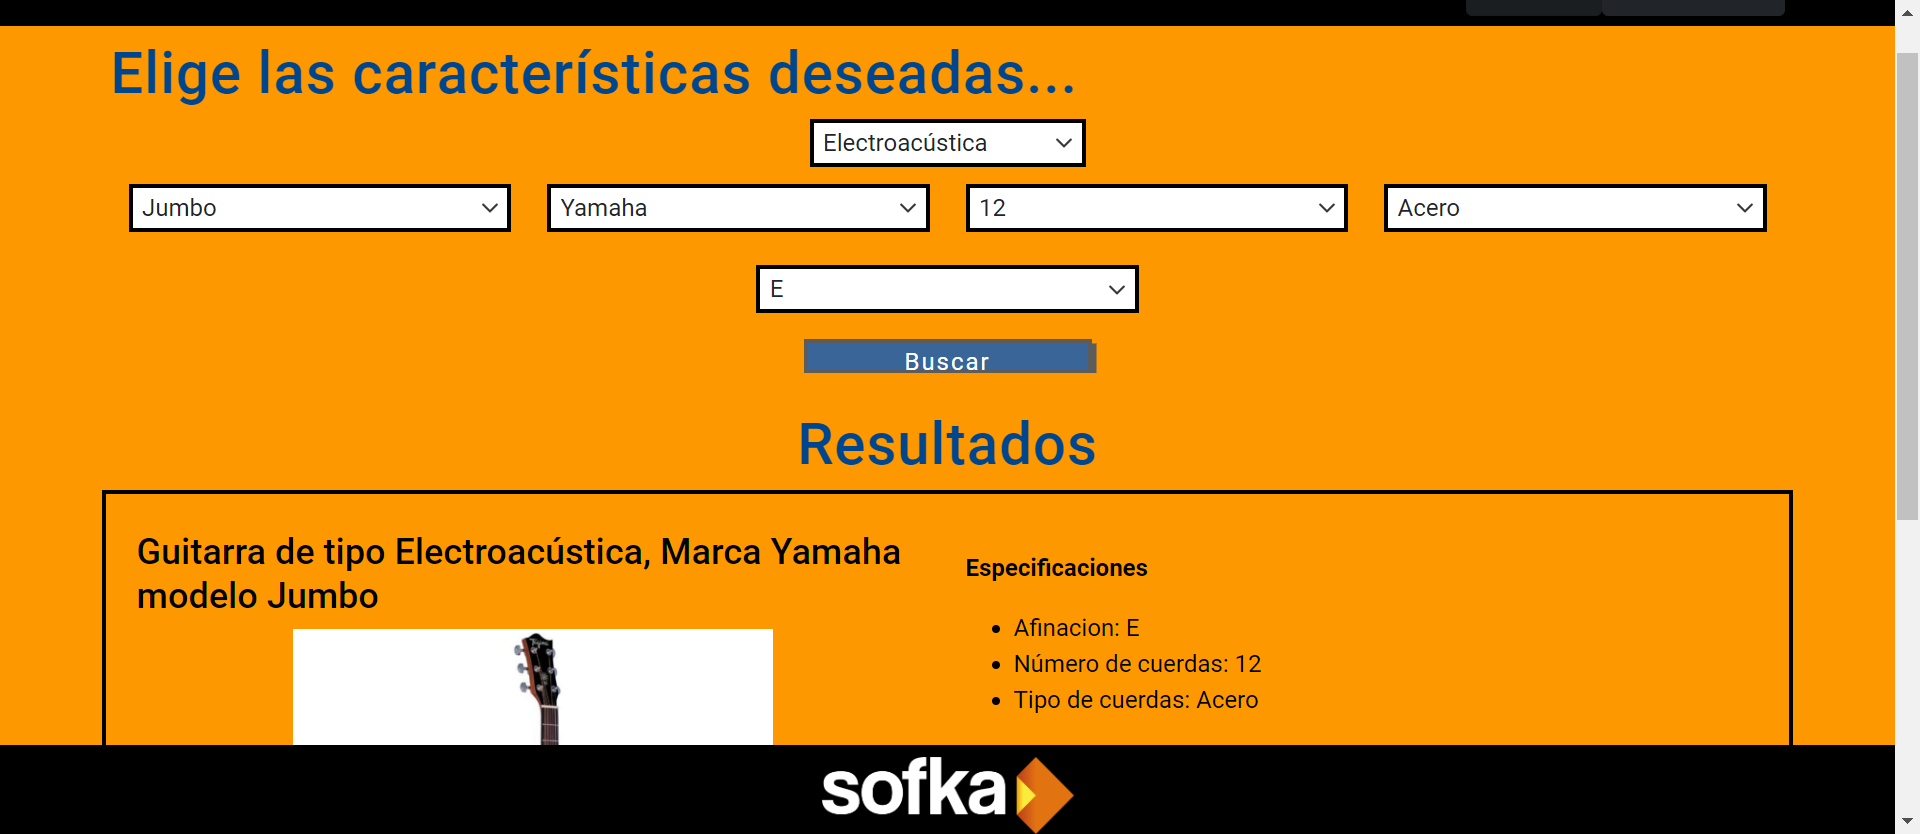 Elige las características deseadas...
Electroacústica
Jumbo
Yamaha
12
Acero
E
Buscar
Resultados
Guitarra de tipo Electroacústica, Marca Yamaha
modelo Jumbo
Especificaciones
Afinacion: E
Número de cuerdas: 12
Tipo de cuerdas: Acero
sofka